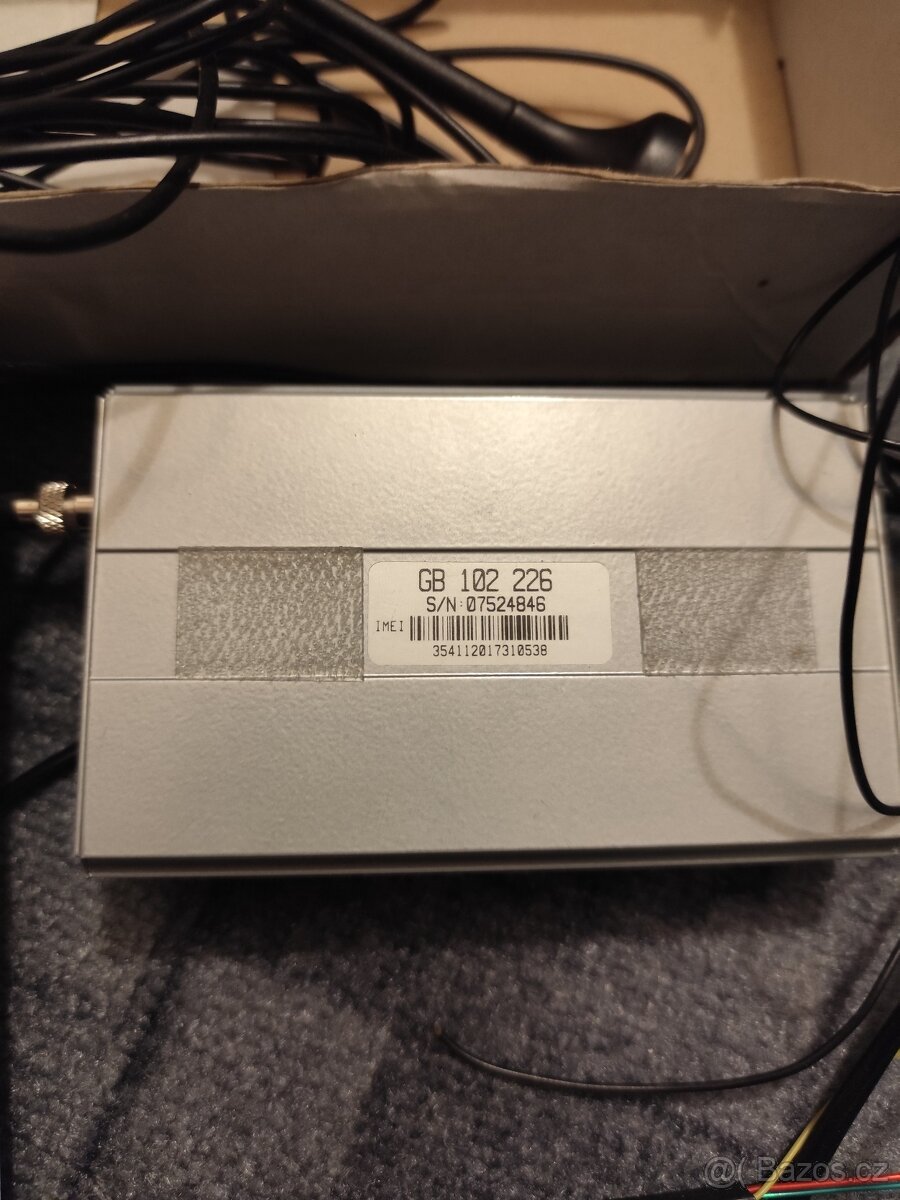 GB 102 226
S/N:07524846
IMEI
354112017310538
@( Bazos.cz